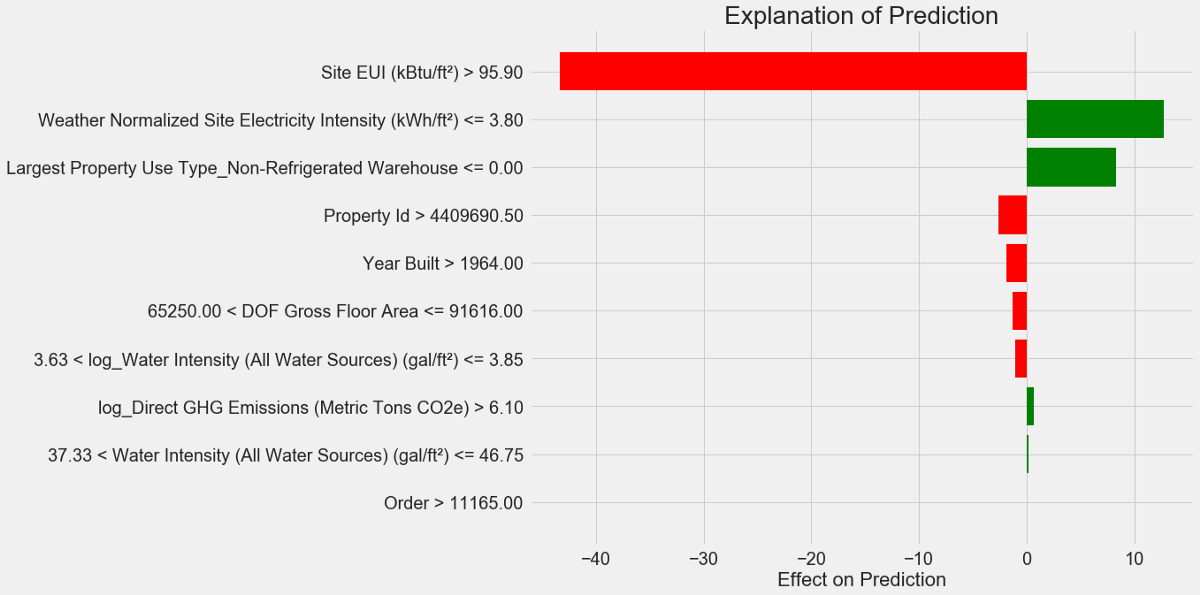 Explanation of Prediction
Site EUI (kBtu/ft²) > 95.90
Weather Normalized Site Electricity Intensity (kWh/ft²) <= 3.80
Largest Property Use Type_Non-Refrigerated Warehouse <= 0.00
Property Id > 4409690.50
Year Built > 1964.00
65250.00 < DOF Gross Floor Area <= 91616.00
3.63 < log_Water Intensity (All Water Sources) (gal/ft²) <= 3.85
log_Direct GHG Emissions (Metric Tons CO2e) > 6.10
37.33 < Water Intensity (All Water Sources) (gal/ft²) <= 46.75
Order > 11165.00
−40 −30 −20 −10 0 10
Effect on Prediction